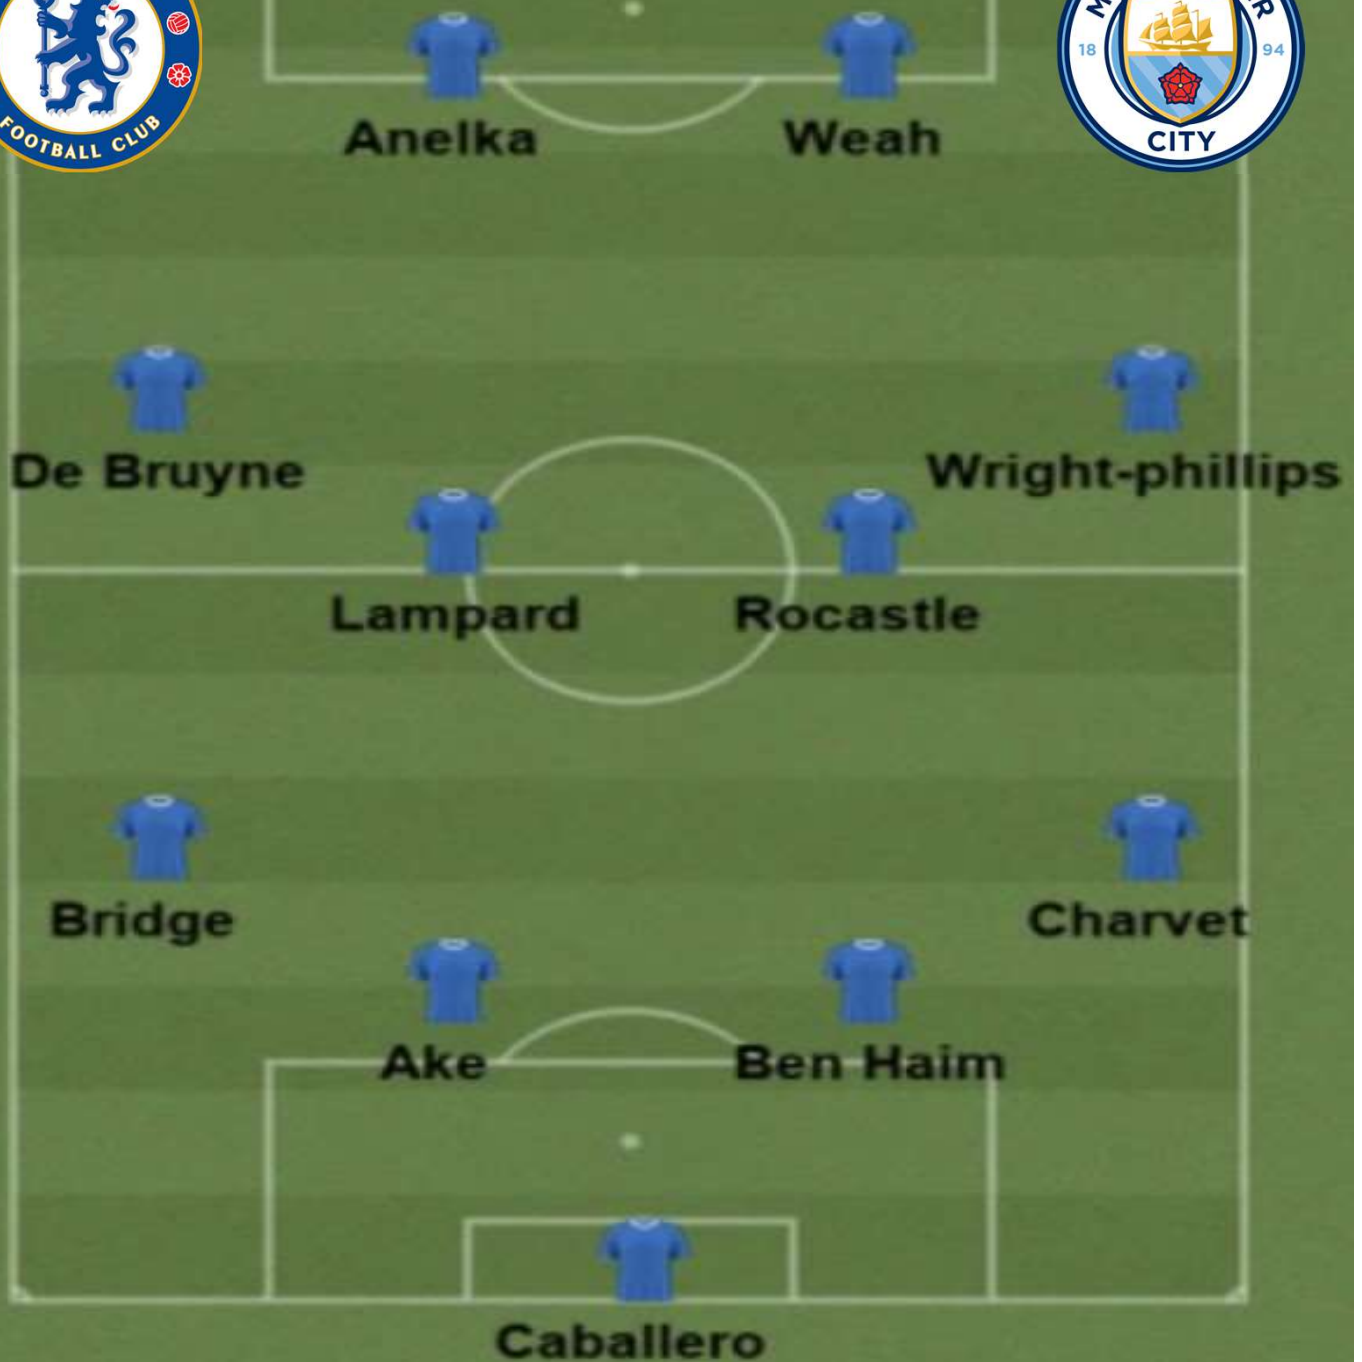 FOOTBALL CLUB
18 94
CITY
Anelka Weah
De Bruyne Wright-phillips
Lampard Rocastle
Bridge Charvet
Ake Ben Haim
Caballero